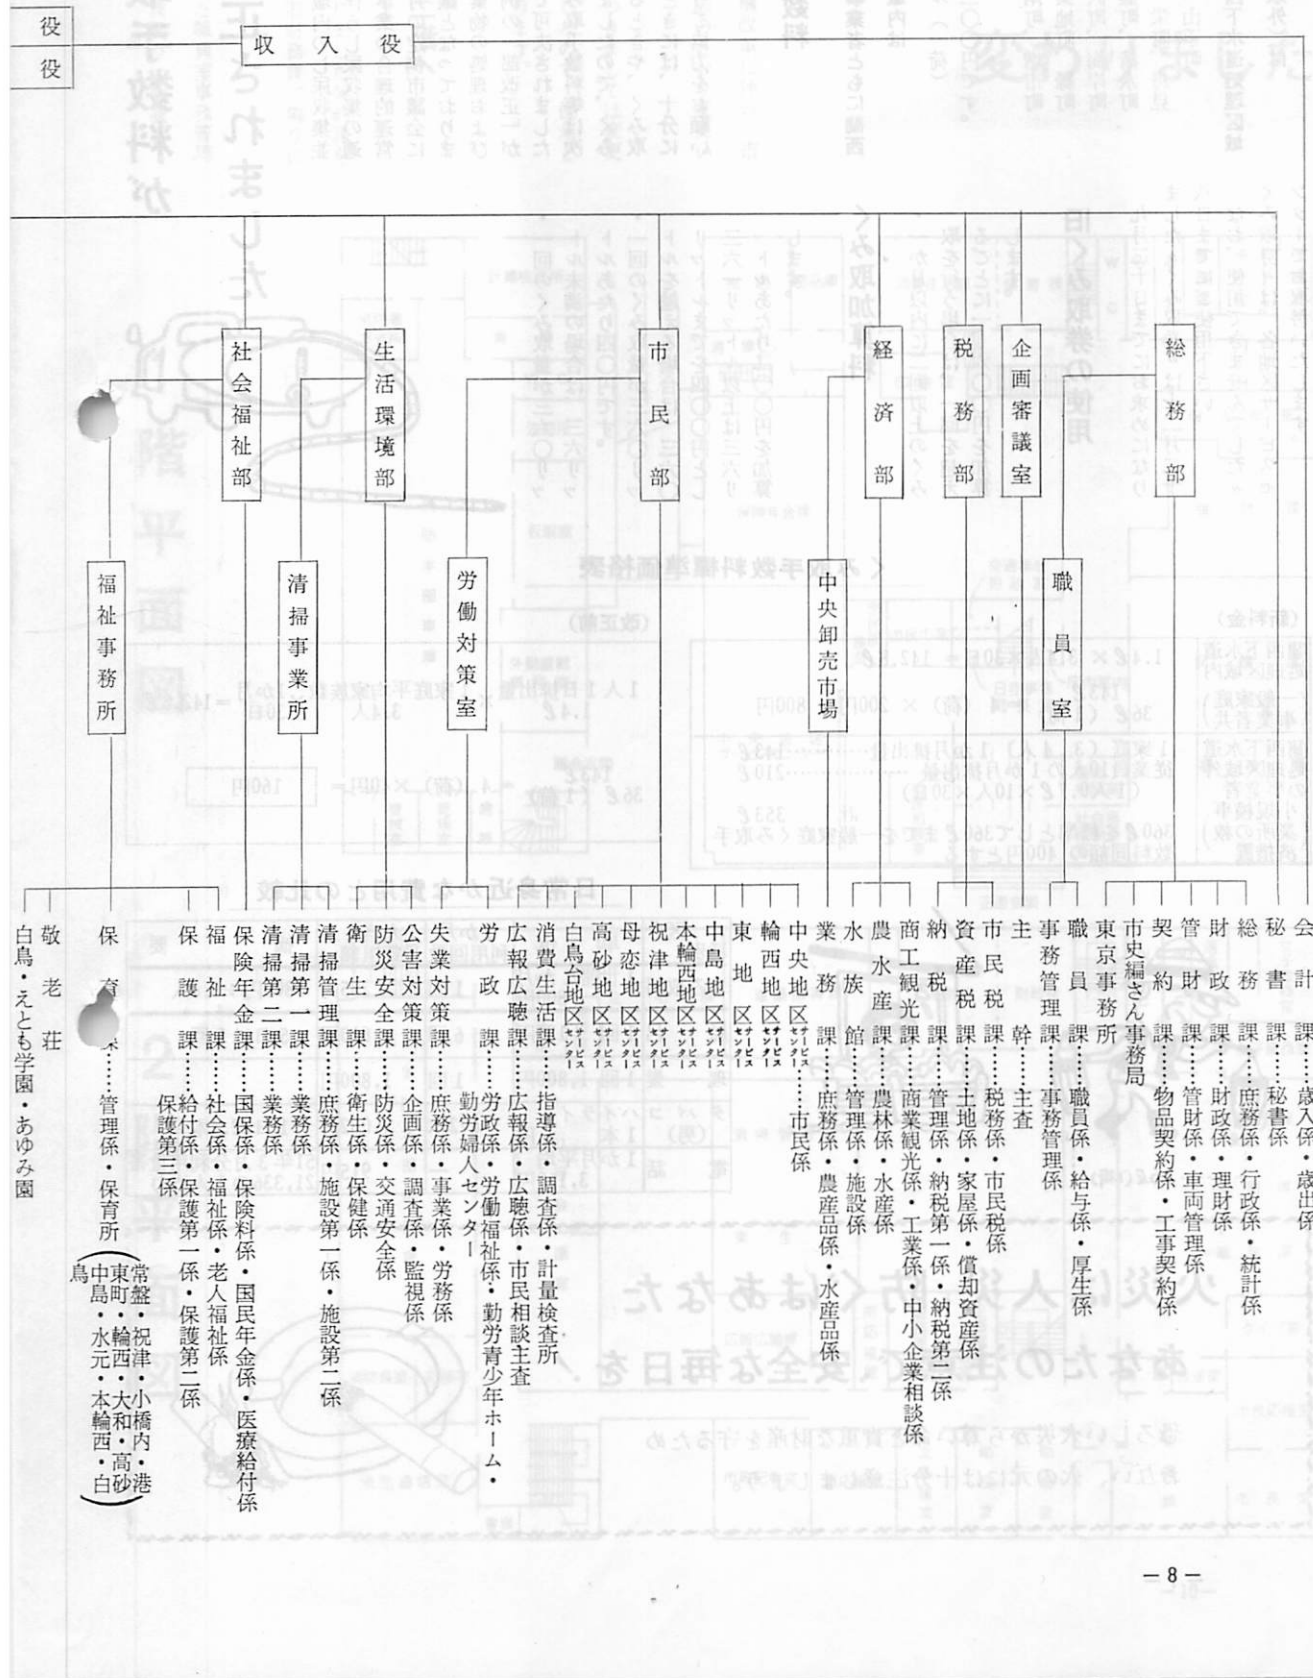 役
役
収入役
総務部
企画審議室
税務部
経済部
市民部
生活環境部
社会福祉部
職員室
中央卸売市場
労働対策室
清掃事業所
福祉事務所
会計課……歳入係・歳出係
秘書課……秘書係
総務課……庶務係・行政係・統計係
財政課……財政係・理財係
管財課……管財係・車両管理係
契約課……物品契約係・工事契約係
市史編さん事務局
東京事務所
職員課……職員係・給与係・厚生係
事務管理課……事務管理係
主幹……主査
市民税課……税務係・市民税係
資産税課……土地係・家屋係・償却資産係
納税課……管理係・納税第一係・納税第二係
商工観光課……商業観光係・工業係・中小企業相談係
農水産課……農林係・水産係
水族館……管理係・施設係
業務課……庶務係・農産品係・水産品係
中央地区サービスセンター……市民係
輪西地区サービスセンター
東地区サービスセンター
中島地区サービスセンター
本輪西地区サービスセンター
祝津地区サービスセンター
母恋地区サービスセンター
高砂地区サービスセンター
白鳥台地区サービスセンター
消費生活課……指導係・調査係・計量検査所
広報広聴課……広報係・広聴係・市民相談主査
労政課……労政係・労働福祉係・勤労青少年ホーム・
勤労婦人センター
失業対策課……庶務係・事業係・労務係
公害対策課……企画係・調査係・監視係
防災安全課……防災係・交通安全係
衛生課……衛生係・保健係
清掃管理課……庶務係・施設第一係・施設第二係
清掃第一課……業務係
清掃第二課……業務係
保険年金課……国保係・保険料係・国民年金係・医療給付係
福祉課……社会係・福祉係・老人福祉係
保護課……給付係・保護第一係・保護第二係
保護第三係
保育課……管理係・保育所
(常盤・祝津・小橋内・港
東町・輪西・大和・高砂
中島・水元・本輪西・白
鳥)
敬老荘
白鳥・えとも学園・あゆみ園
－8－